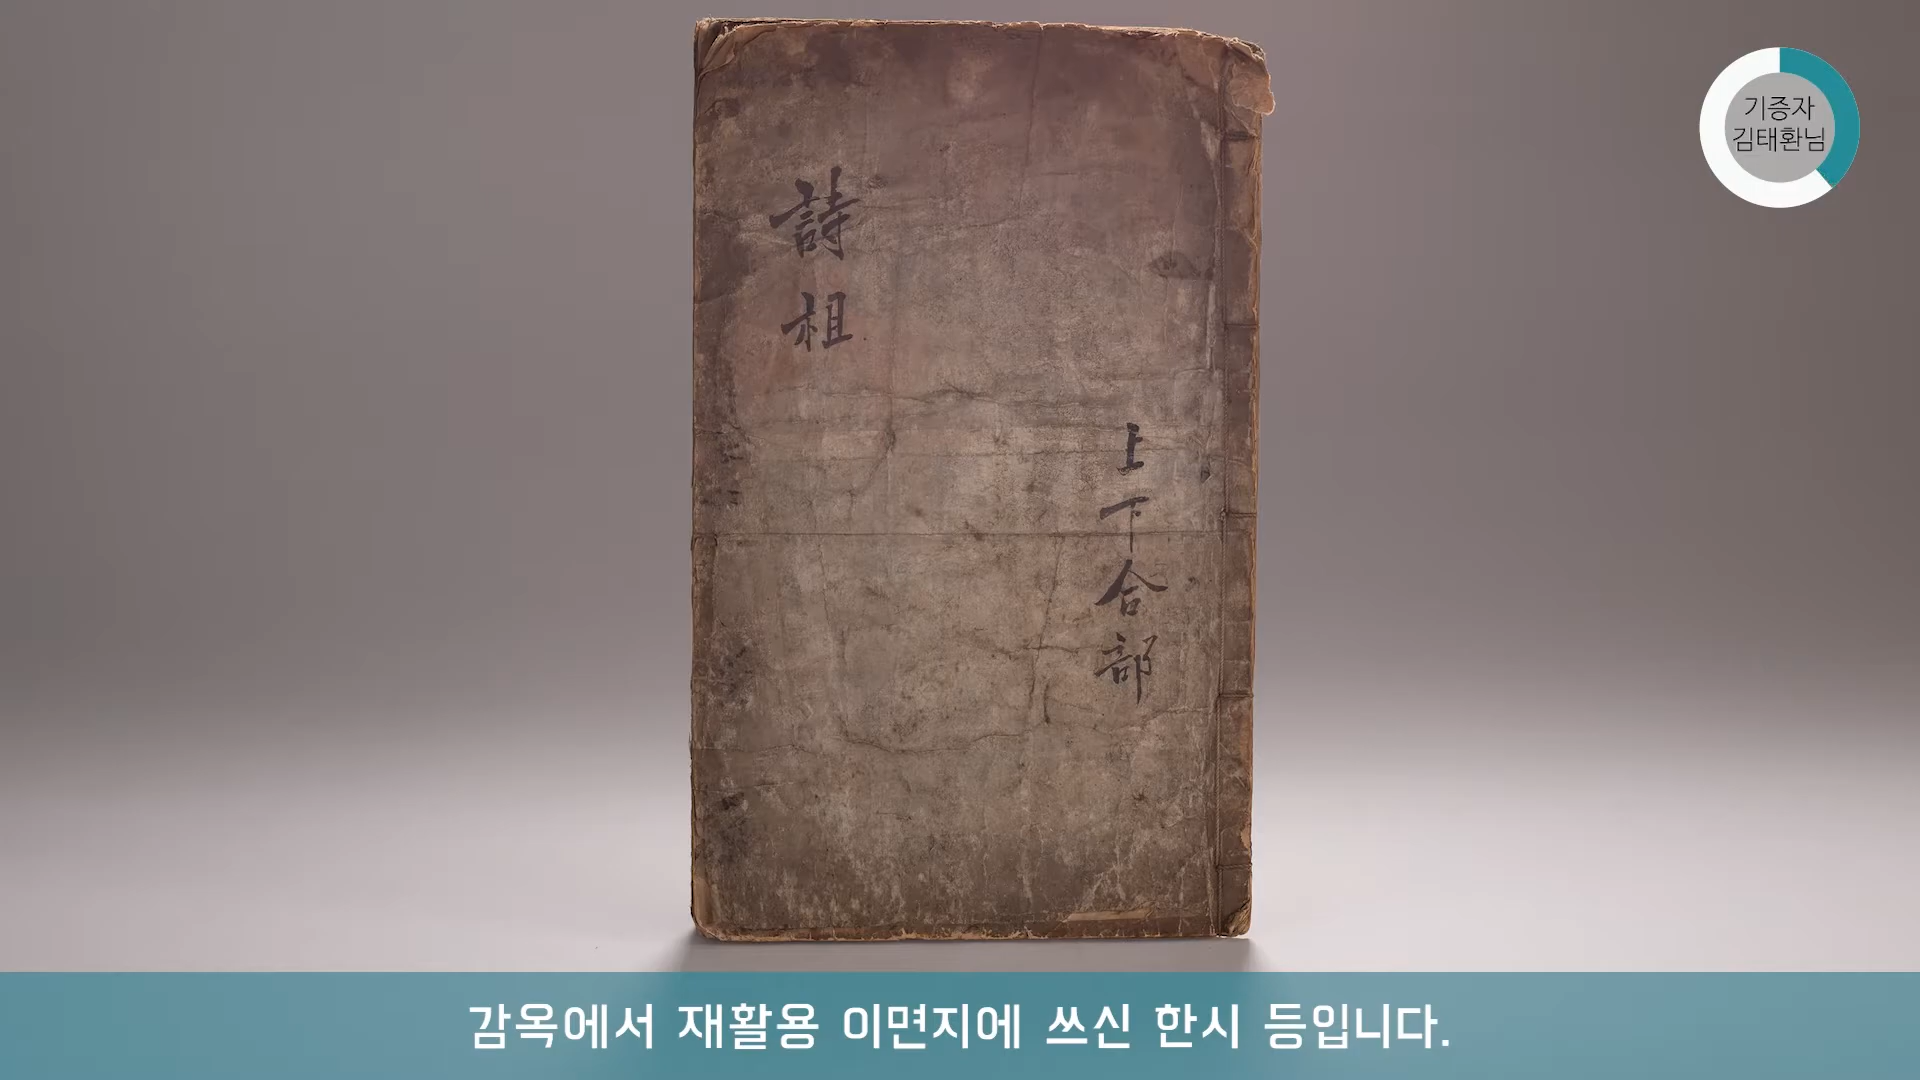 기증자
김태환님
詩祖
上下合部
감옥에서 재활용 이면지에 쓰신 한시 등입니다.